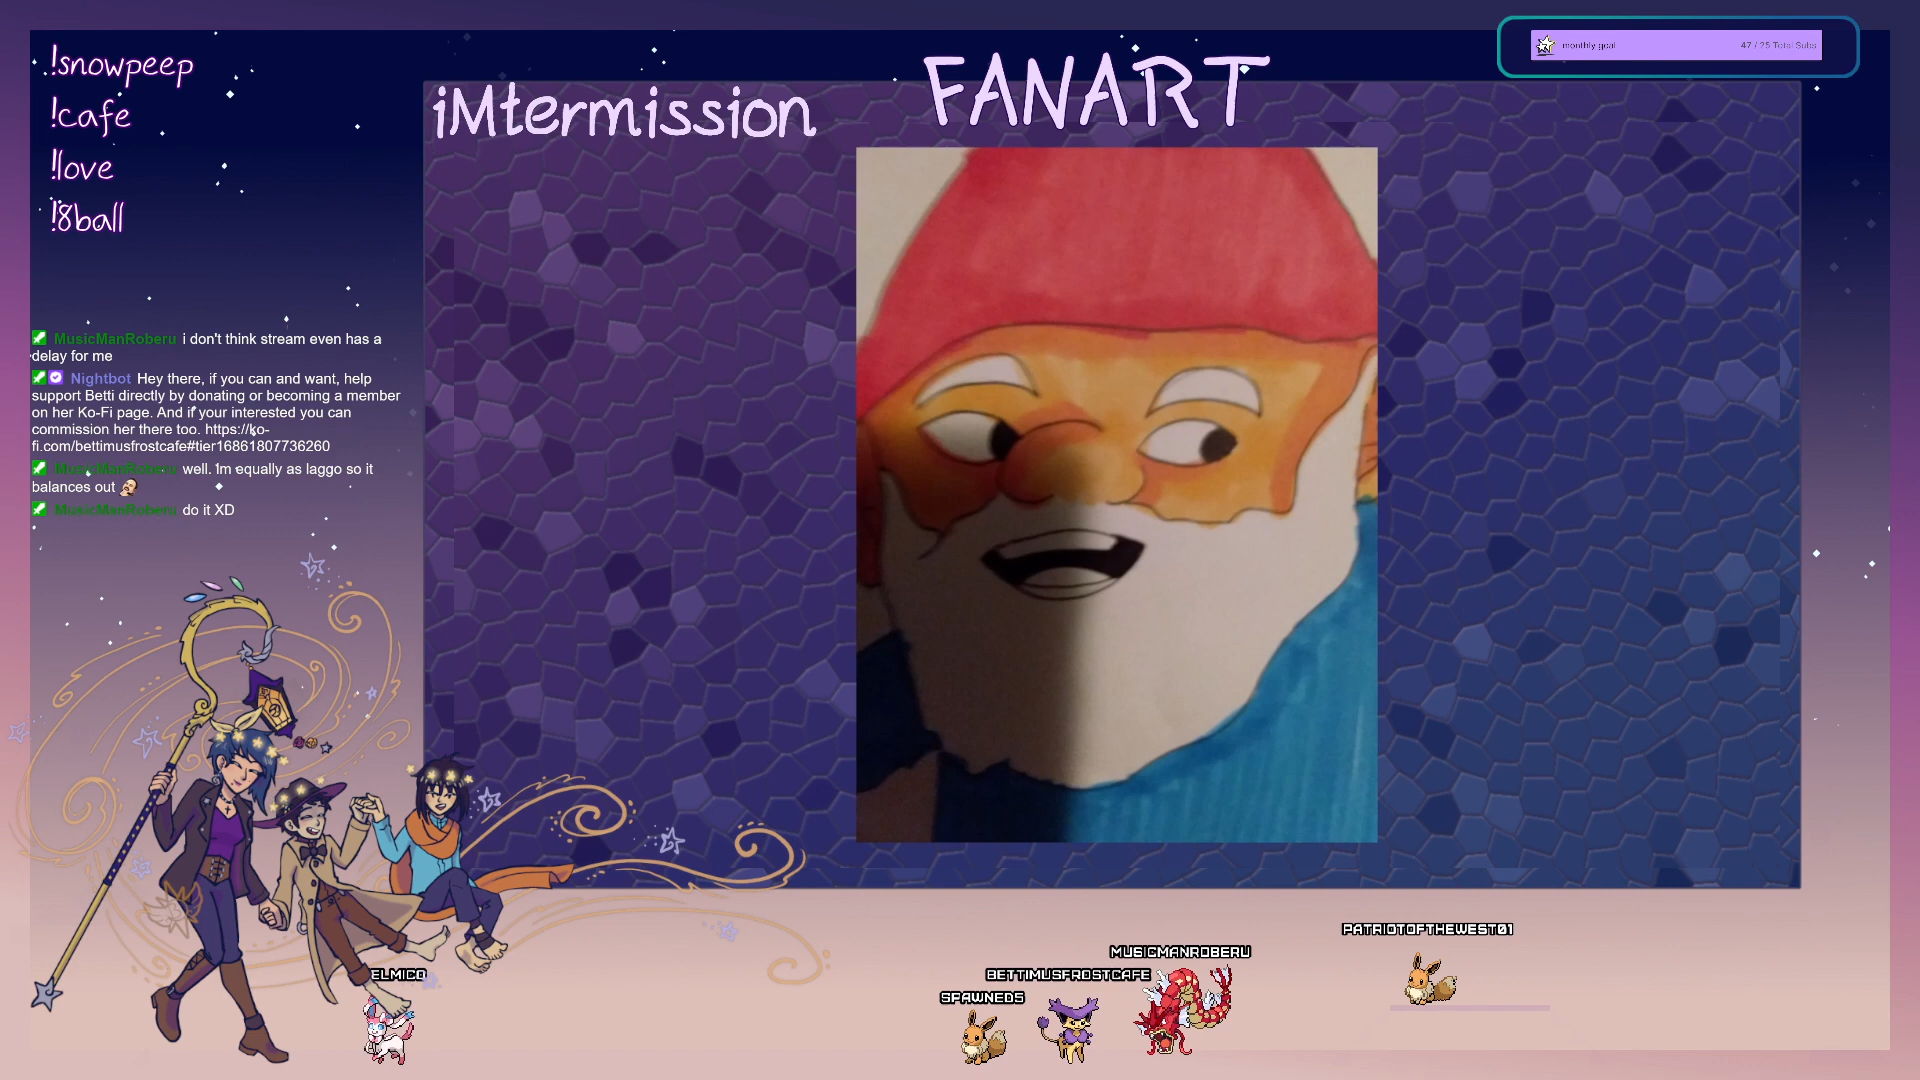 !snowpeep
!cafe
!love
!8ball
iMtermission
FANART
monthly goal
47 / 25 Total Subs
MusicManRoberu i don't think stream even has a
delay for me
Nightbot Hey there, if you can and want, help
support Betti directly by donating or becoming a member
on her Ko-Fi page. And if your interested you can
commission her there too. https://ko-
fi.com/bettimusfrostcafe#tier16861807736260
MusicManRoberu well. 1m equally as laggo so it
balances out
MusicManRoberu do it XD
ELMICO
SPAWNEDS
BETTIMUSFROSTCAFE
MUSICMANROBERU
PATRIOTOFTHEWEST01